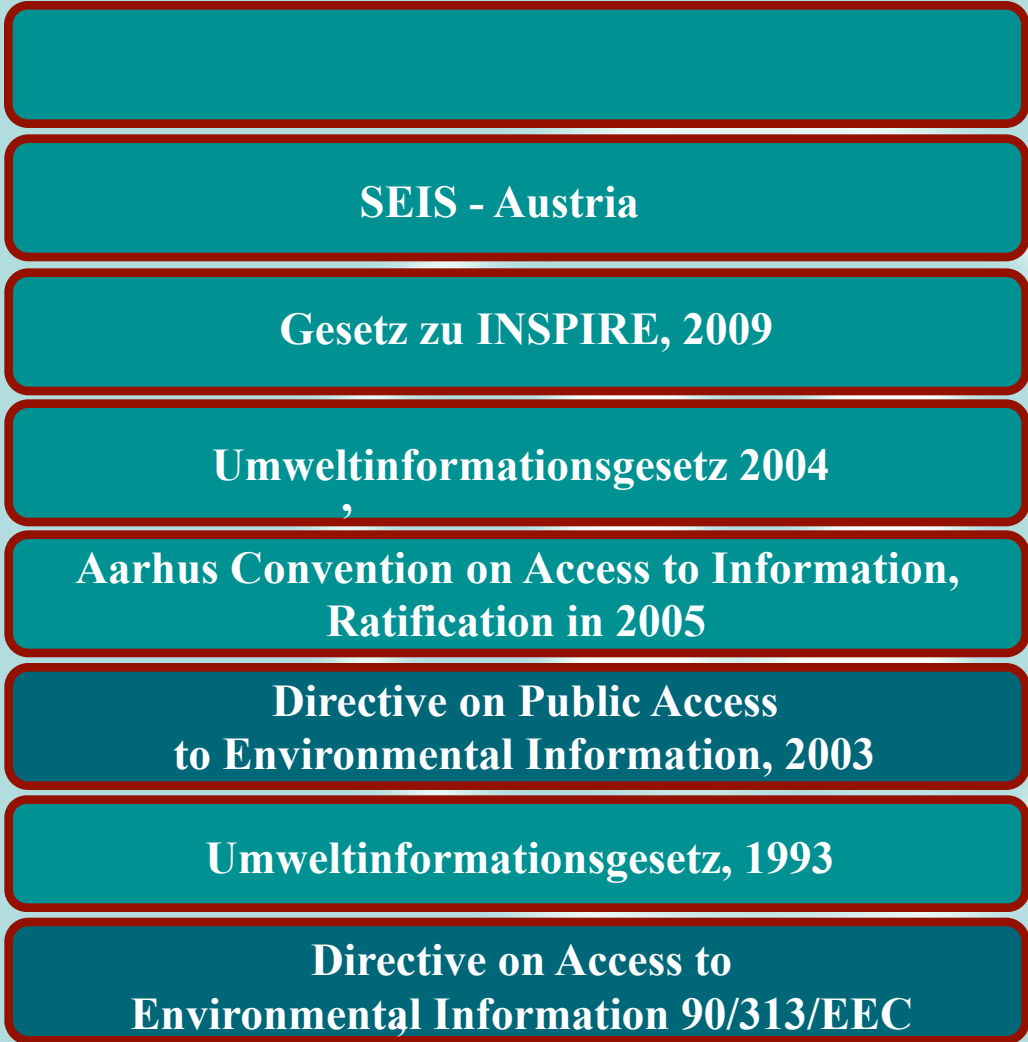 SEIS - Austria
Gesetz zu INSPIRE, 2009
Umweltinformationsgesetz 2004
,
Aarhus Convention on Access to Information,
Ratification in 2005
Directive on Public Access
to Environmental Information, 2003
Umweltinformationsgesetz, 1993
Directive on Access to
Environmental Information 90/313/EEC
,